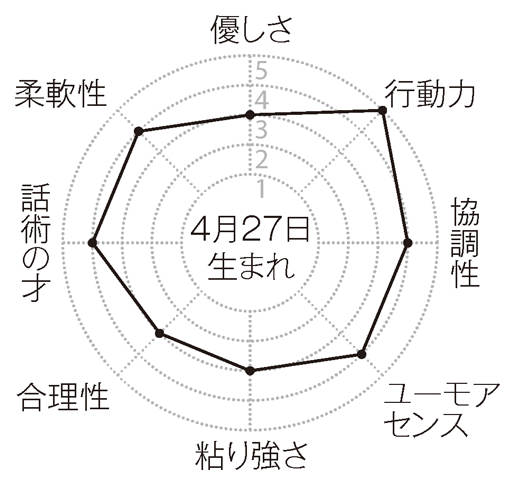 優しさ
行動力
協調性
ユーモア
センス
粘り強さ
合理性
話術の才
柔軟性
5
4
3
2
1
4月27日
生まれ